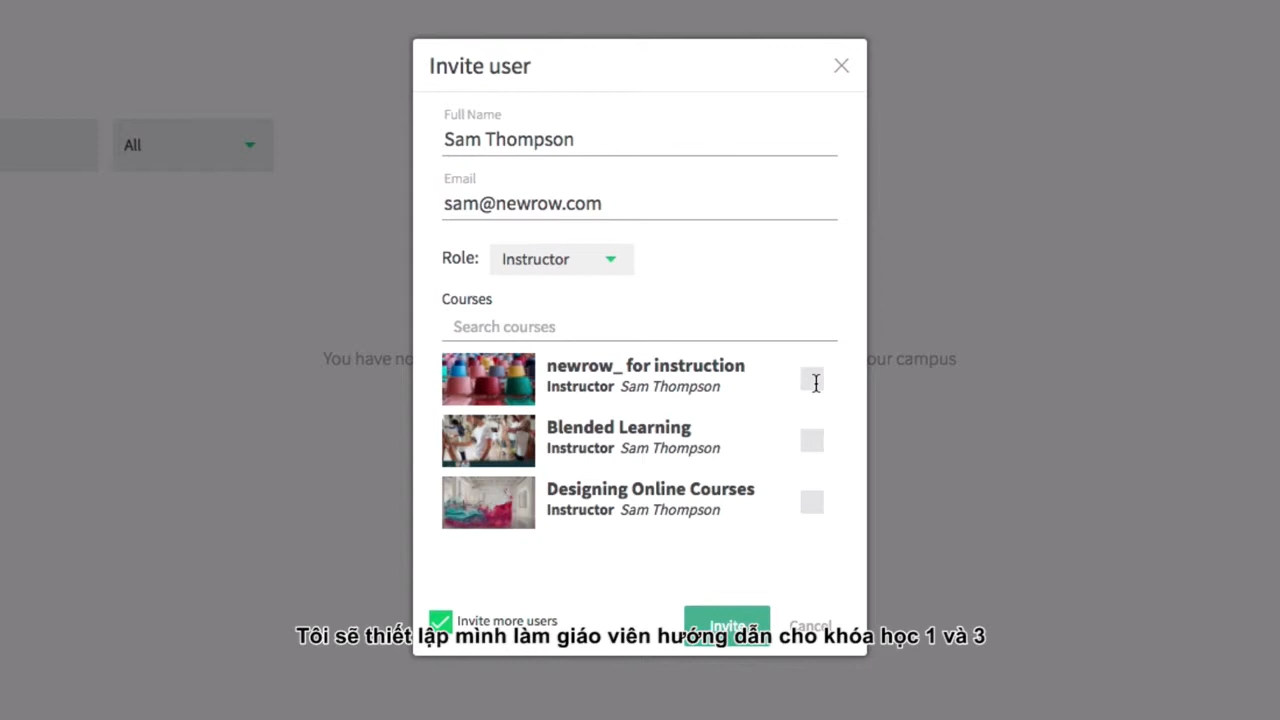 Invite user
All
Full Name
Sam Thompson
Email
sam@newrow.com
Role: Instructor
Courses
Search courses
You have no
our campus
newrow_ for instruction
Instructor Sam Thompson
Blended Learning
Instructor Sam Thompson
Designing Online Courses
Instructor Sam Thompson
Invite more users
Invite
Cancel
Tôi sẽ thiết lập mình làm giáo viên hướng dẫn cho khóa học 1 và 3